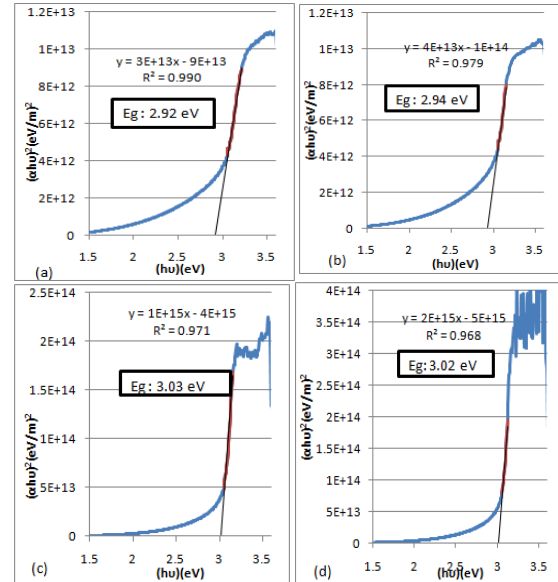 1.2E+13
1E+13
8E+12
6E+12
4E+12
2E+12
0
(αhυ)²(eV/m)²
y = 3E+13x - 9E+13
R² = 0.990
Eg: 2.92 eV
1.5 2 2.5 3 3.5
(a) (hυ)(eV)
1.2E+13
1E+13
8E+12
6E+12
4E+12
2E+12
0
(αhυ)²(eV/m)²
y = 4E+13x - 1E+14
R² = 0.979
Eg: 2.94 eV
1.5 2 2.5 3 3.5
(b) (hυ)(eV)
2.5E+14
2E+14
1.5E+14
1E+14
5E+13
0
(αhυ)²(eV/m)²
y = 1E+15x - 4E+15
R² = 0.971
Eg: 3.03 eV
1.5 2 2.5 3 3.5
(c) (hυ)(eV)
4E+14
3.5E+14
3E+14
2.5E+14
2E+14
1.5E+14
1E+14
5E+13
0
(αhυ)²(eV/m)²
y = 2E+15x - 5E+15
R² = 0.968
Eg:3.02 eV
1.5 2 2.5 3 3.5
(hυ)(eV) (d)